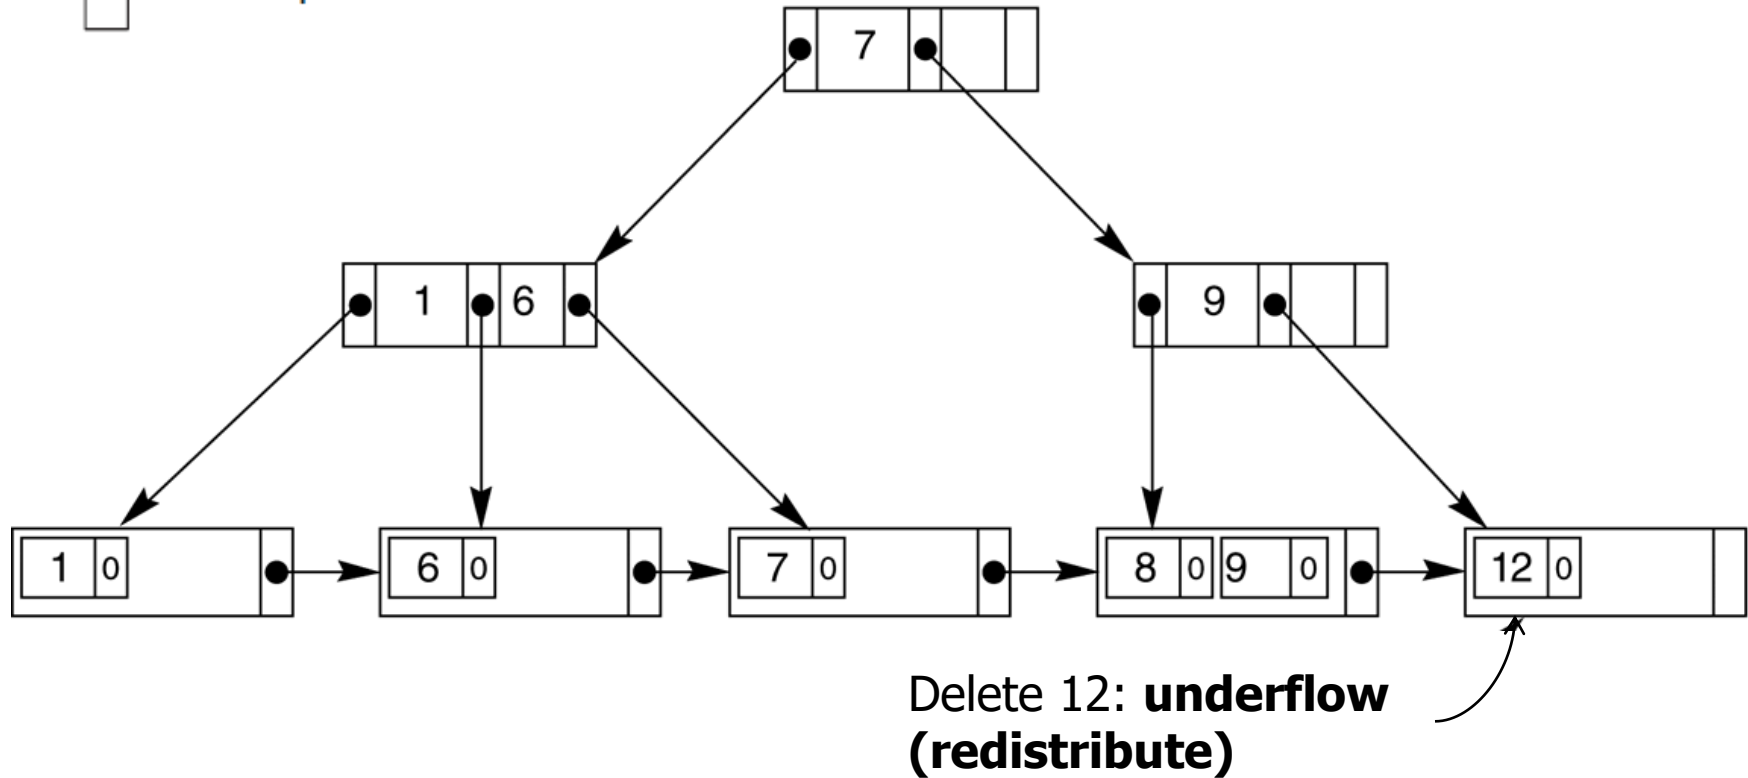 7
1 6
9
1 0 6 0 7 0 8 0 9 0 12 0
Delete 12: underflow
(redistribute)